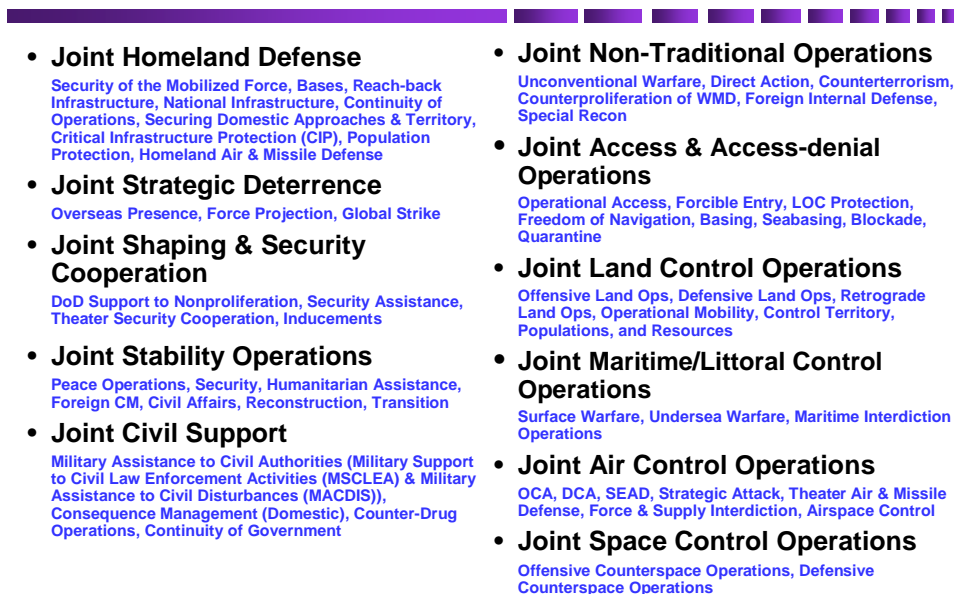 • Joint Homeland Defense
Security of the Mobilized Force, Bases, Reach-back
Infrastructure, National Infrastructure, Continuity of
Operations, Securing Domestic Approaches & Territory,
Critical Infrastructure Protection (CIP), Population
Protection, Homeland Air & Missile Defense
• Joint Strategic Deterrence
Overseas Presence, Force Projection, Global Strike
• Joint Shaping & Security
Cooperation
DoD Support to Nonproliferation, Security Assistance,
Theater Security Cooperation, Inducements
• Joint Stability Operations
Peace Operations, Security, Humanitarian Assistance,
Foreign CM, Civil Affairs, Reconstruction, Transition
• Joint Civil Support
Military Assistance to Civil Authorities (Military Support
to Civil Law Enforcement Activities (MSCLEA) & Military
Assistance to Civil Disturbances (MACDIS)),
Consequence Management (Domestic), Counter-Drug
Operations, Continuity of Government
• Joint Non-Traditional Operations
Unconventional Warfare, Direct Action, Counterterrorism,
Counterproliferation of WMD, Foreign Internal Defense,
Special Recon
• Joint Access & Access-denial
Operations
Operational Access, Forcible Entry, LOC Protection,
Freedom of Navigation, Basing, Seabasing, Blockade,
Quarantine
• Joint Land Control Operations
Offensive Land Ops, Defensive Land Ops, Retrograde
Land Ops, Operational Mobility, Control Territory,
Populations, and Resources
• Joint Maritime/Littoral Control
Operations
Surface Warfare, Undersea Warfare, Maritime Interdiction
Operations
• Joint Air Control Operations
OCA, DCA, SEAD, Strategic Attack, Theater Air & Missile
Defense, Force & Supply Interdiction, Airspace Control
• Joint Space Control Operations
Offensive Counterspace Operations, Defensive
Counterspace Operations